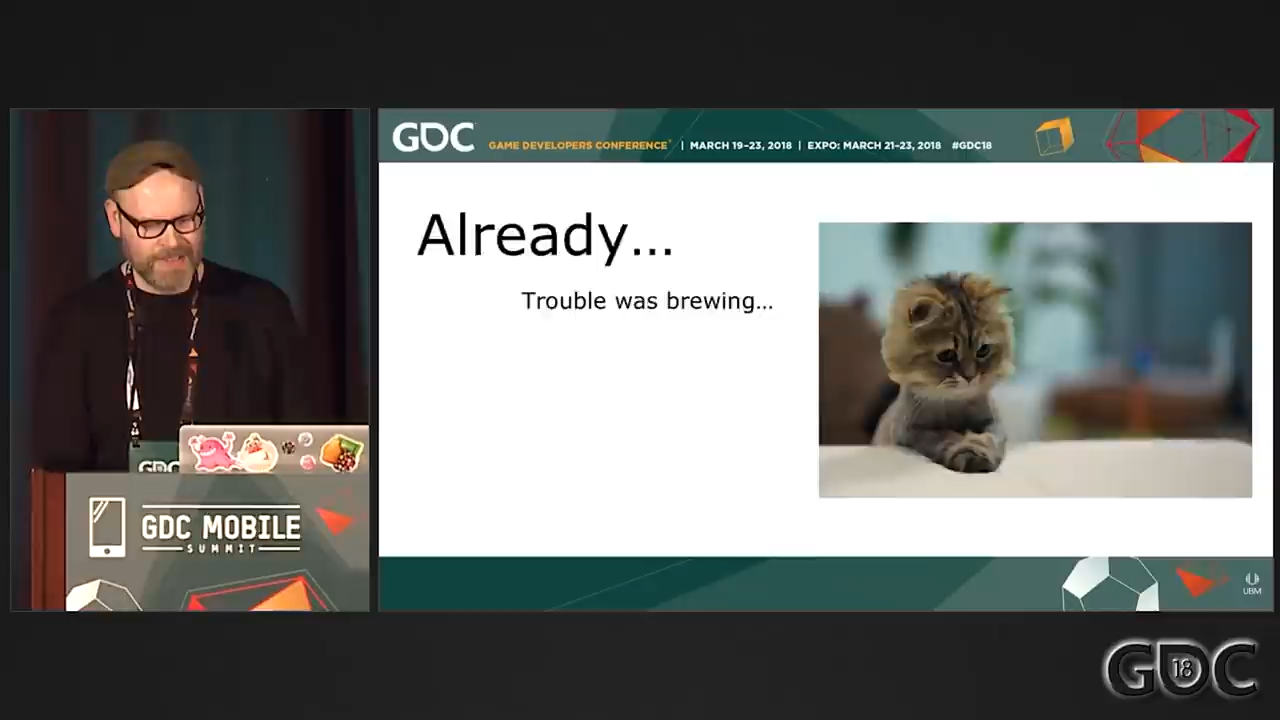 GDC
GAME DEVELOPERS CONFERENCE | MARCH 19–23, 2018 | EXPO: MARCH 21–23, 2018 #GDC18
Already...
Trouble was brewing...
GDC
GDC MOBILE
SUMMIT
UBM
GDC
18